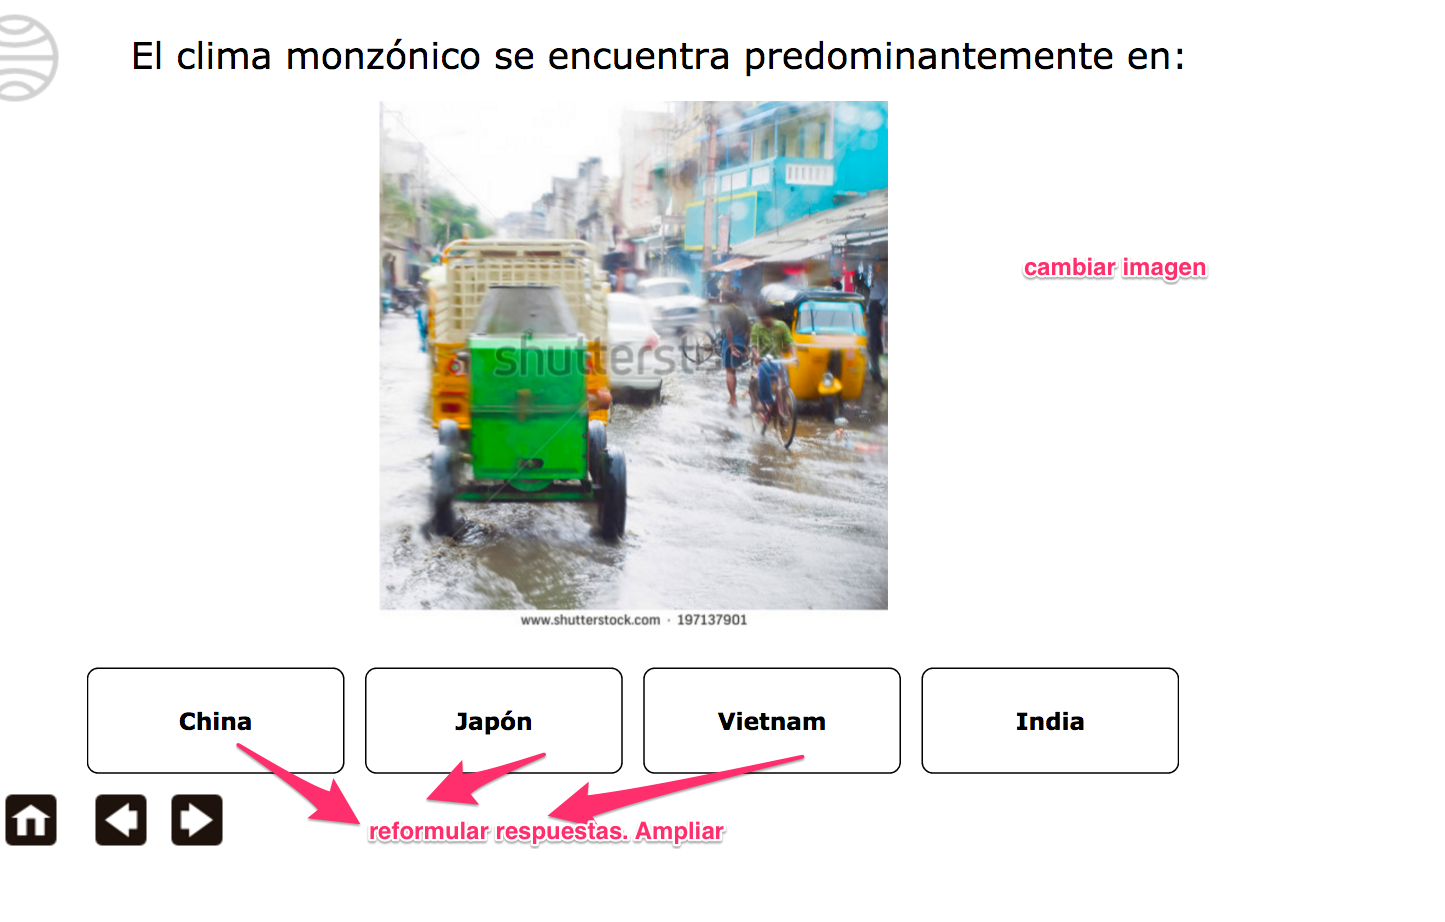 El clima monzónico se encuentra predominantemente en:
cambiar imagen
shutterst
www.shutterstock.com · 197137901
China
Japón
Vietnam
India
reformular respuestas. Ampliar